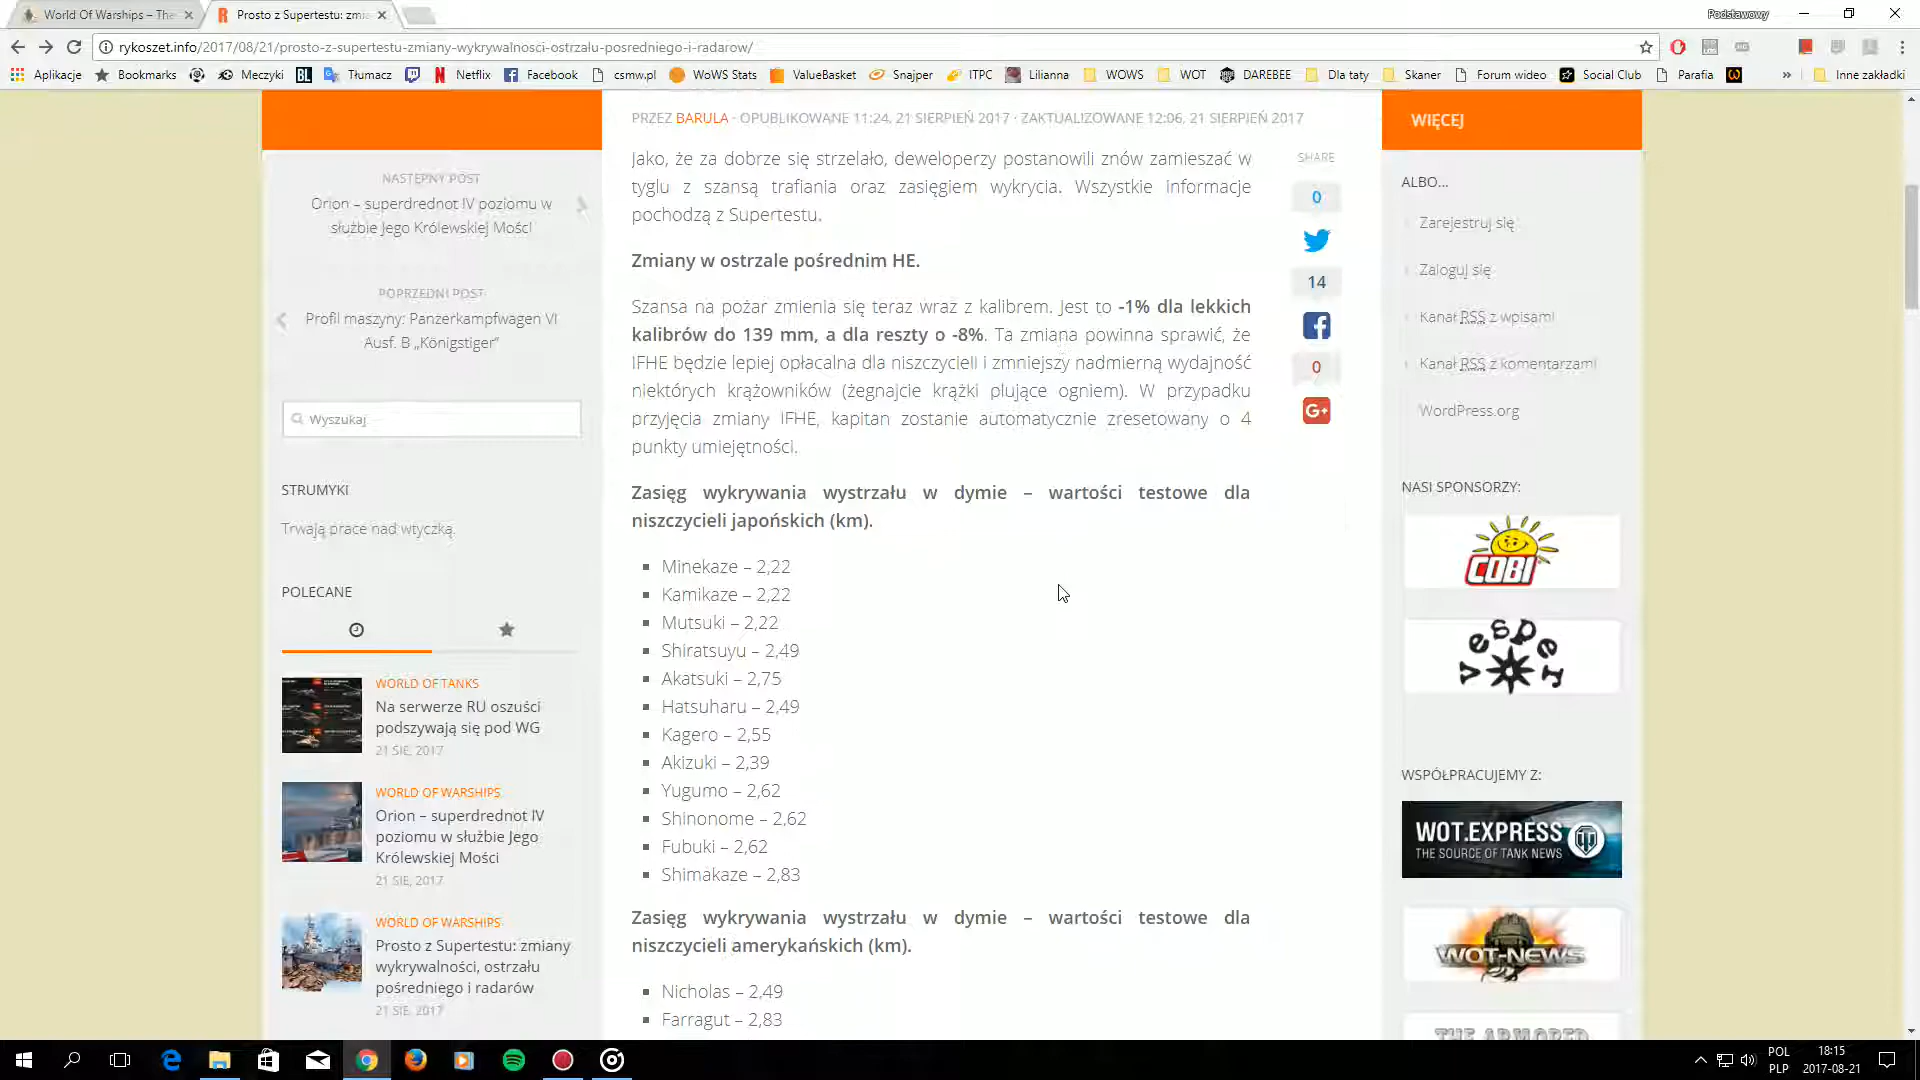 World Of Warships – The
Prosto z Supertestu: zmi
Podstawowy
rykoszet.info/2017/08/21/prosto-z-supertestu-zmiany-wykrywalnosci-ostrzalu-posredniego-i-radarow/
Aplikacje
Bookmarks
Meczyki
BL
Tłumacz
Netflix
Facebook
csmw.pl
WoWS Stats
ValueBasket
Snajper
ITPC
Lilianna
WOWS
WOT
DAREBEE
Dla taty
Skaner
Forum wideo
Social Club
Parafia
»
Inne zakładki
NASTĘPNY POST
Orion – superdrednot IV poziomu w
służbie Jego Królewskiej Mości
POPRZEDNI POST
Profil maszyny: Panzerkampfwagen VI
Ausf. B „Königstiger”
Wyszukaj
STRUMYKI
Trwają prace nad wtyczką.
POLECANE
WORLD OF TANKS
Na serwerze RU oszuści
podszywają się pod WG
21 SIE, 2017
WORLD OF WARSHIPS
Orion – superdrednot IV
poziomu w służbie Jego
Królewskiej Mości
21 SIE, 2017
WORLD OF WARSHIPS
Prosto z Supertestu: zmiany
wykrywalności, ostrzału
pośredniego i radarów
21 SIE, 2017
PRZEZ BARULA · OPUBLIKOWANE 11:24, 21 SIERPIEŃ 2017 · ZAKTUALIZOWANE 12:06, 21 SIERPIEŃ 2017
Jako, że za dobrze się strzelało, deweloperzy postanowili znów zamieszać w
tyglu z szansą trafiania oraz zasięgiem wykrycia. Wszystkie informacje
pochodzą z Supertestu.
Zmiany w ostrzale pośrednim HE.
Szansa na pożar zmienia się teraz wraz z kalibrem. Jest to -1% dla lekkich
kalibrów do 139 mm, a dla reszty o -8%. Ta zmiana powinna sprawić, że
IFHE będzie lepiej opłacalna dla niszczycieli i zmniejszy nadmierną wydajność
niektórych krążowników (żegnajcie krążki plujące ogniem). W przypadku
przyjęcia zmiany IFHE, kapitan zostanie automatycznie zresetowany o 4
punkty umiejętności.
Zasięg wykrywania wystrzału w dymie – wartości testowe dla
niszczycieli japońskich (km).
Minekaze – 2,22
Kamikaze – 2,22
Mutsuki – 2,22
Shiratsuyu – 2,49
Akatsuki – 2,75
Hatsuharu – 2,49
Kagero – 2,55
Akizuki – 2,39
Yugumo – 2,62
Shinonome – 2,62
Fubuki – 2,62
Shimakaze – 2,83
Zasięg wykrywania wystrzału w dymie – wartości testowe dla
niszczycieli amerykańskich (km).
Nicholas – 2,49
Farragut – 2,83
SHARE
0
14
0
G+
WIĘCEJ
ALBO...
Zarejestruj się
Zaloguj się
Kanał RSS z wpisami
Kanał RSS z komentarzami
WordPress.org
NASI SPONSORZY:
COBI
vesper
WSPÓŁPRACUJEMY Z:
WOT.EXPRESS
THE SOURCE OF TANK NEWS
WOT-NEWS
THE ARMORED
POL
PLP
18:15
2017-08-21